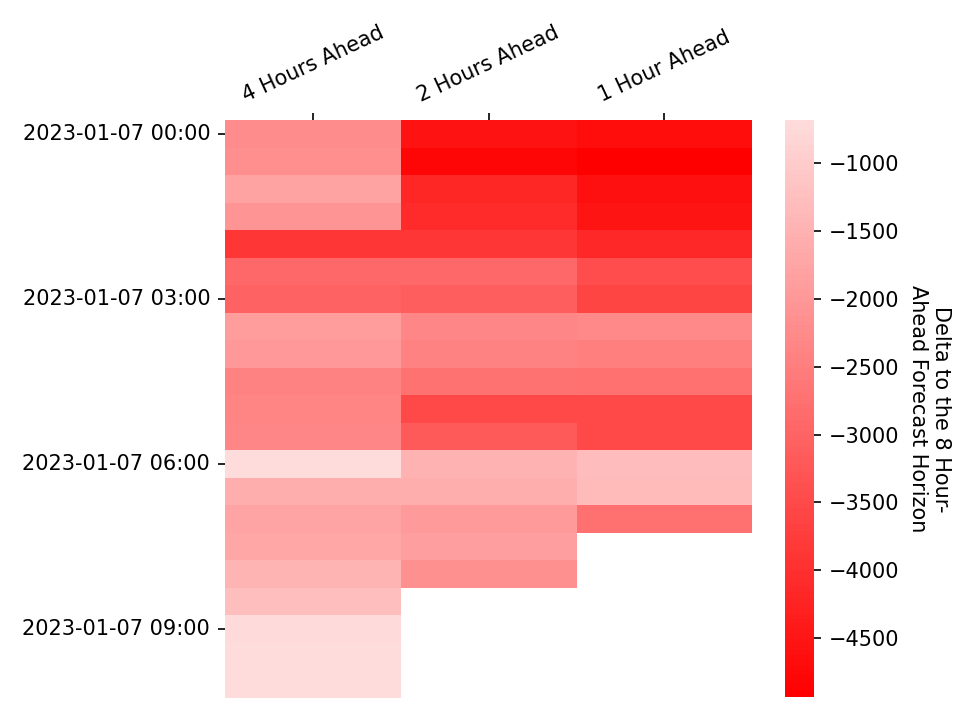 4 Hours Ahead
2 Hours Ahead
1 Hour Ahead
2023-01-07 00:00
2023-01-07 03:00
2023-01-07 06:00
2023-01-07 09:00
−1000
−1500
−2000
−2500
−3000
−3500
−4000
−4500
Delta to the 8 Hour-
Ahead Forecast Horizon